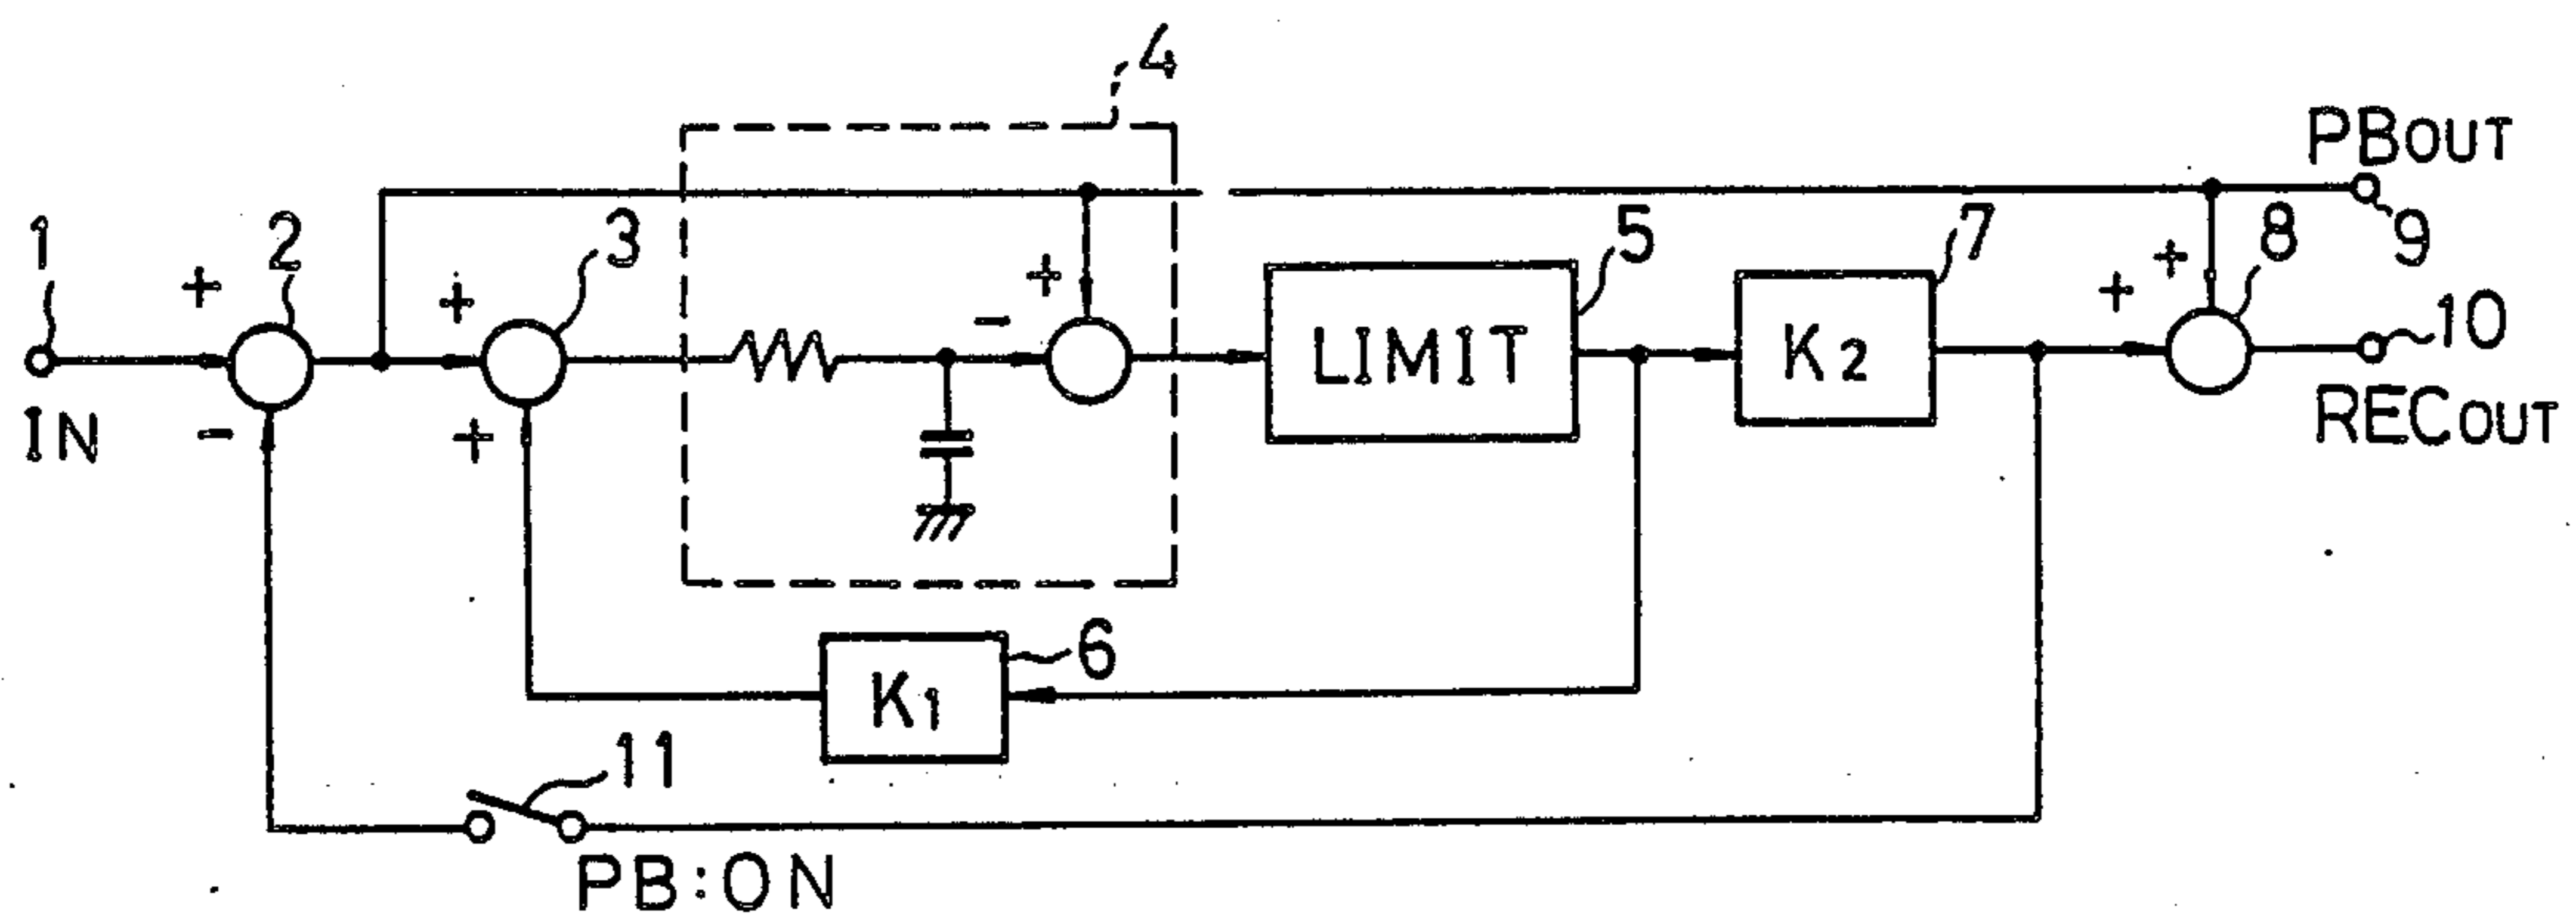 4
PBOUT
1
2
3
5
7
8
9
+
+
+
+
+
-
10
IN
-
+
LIMIT
K2
RECOUT
6
K1
11
PB:ON